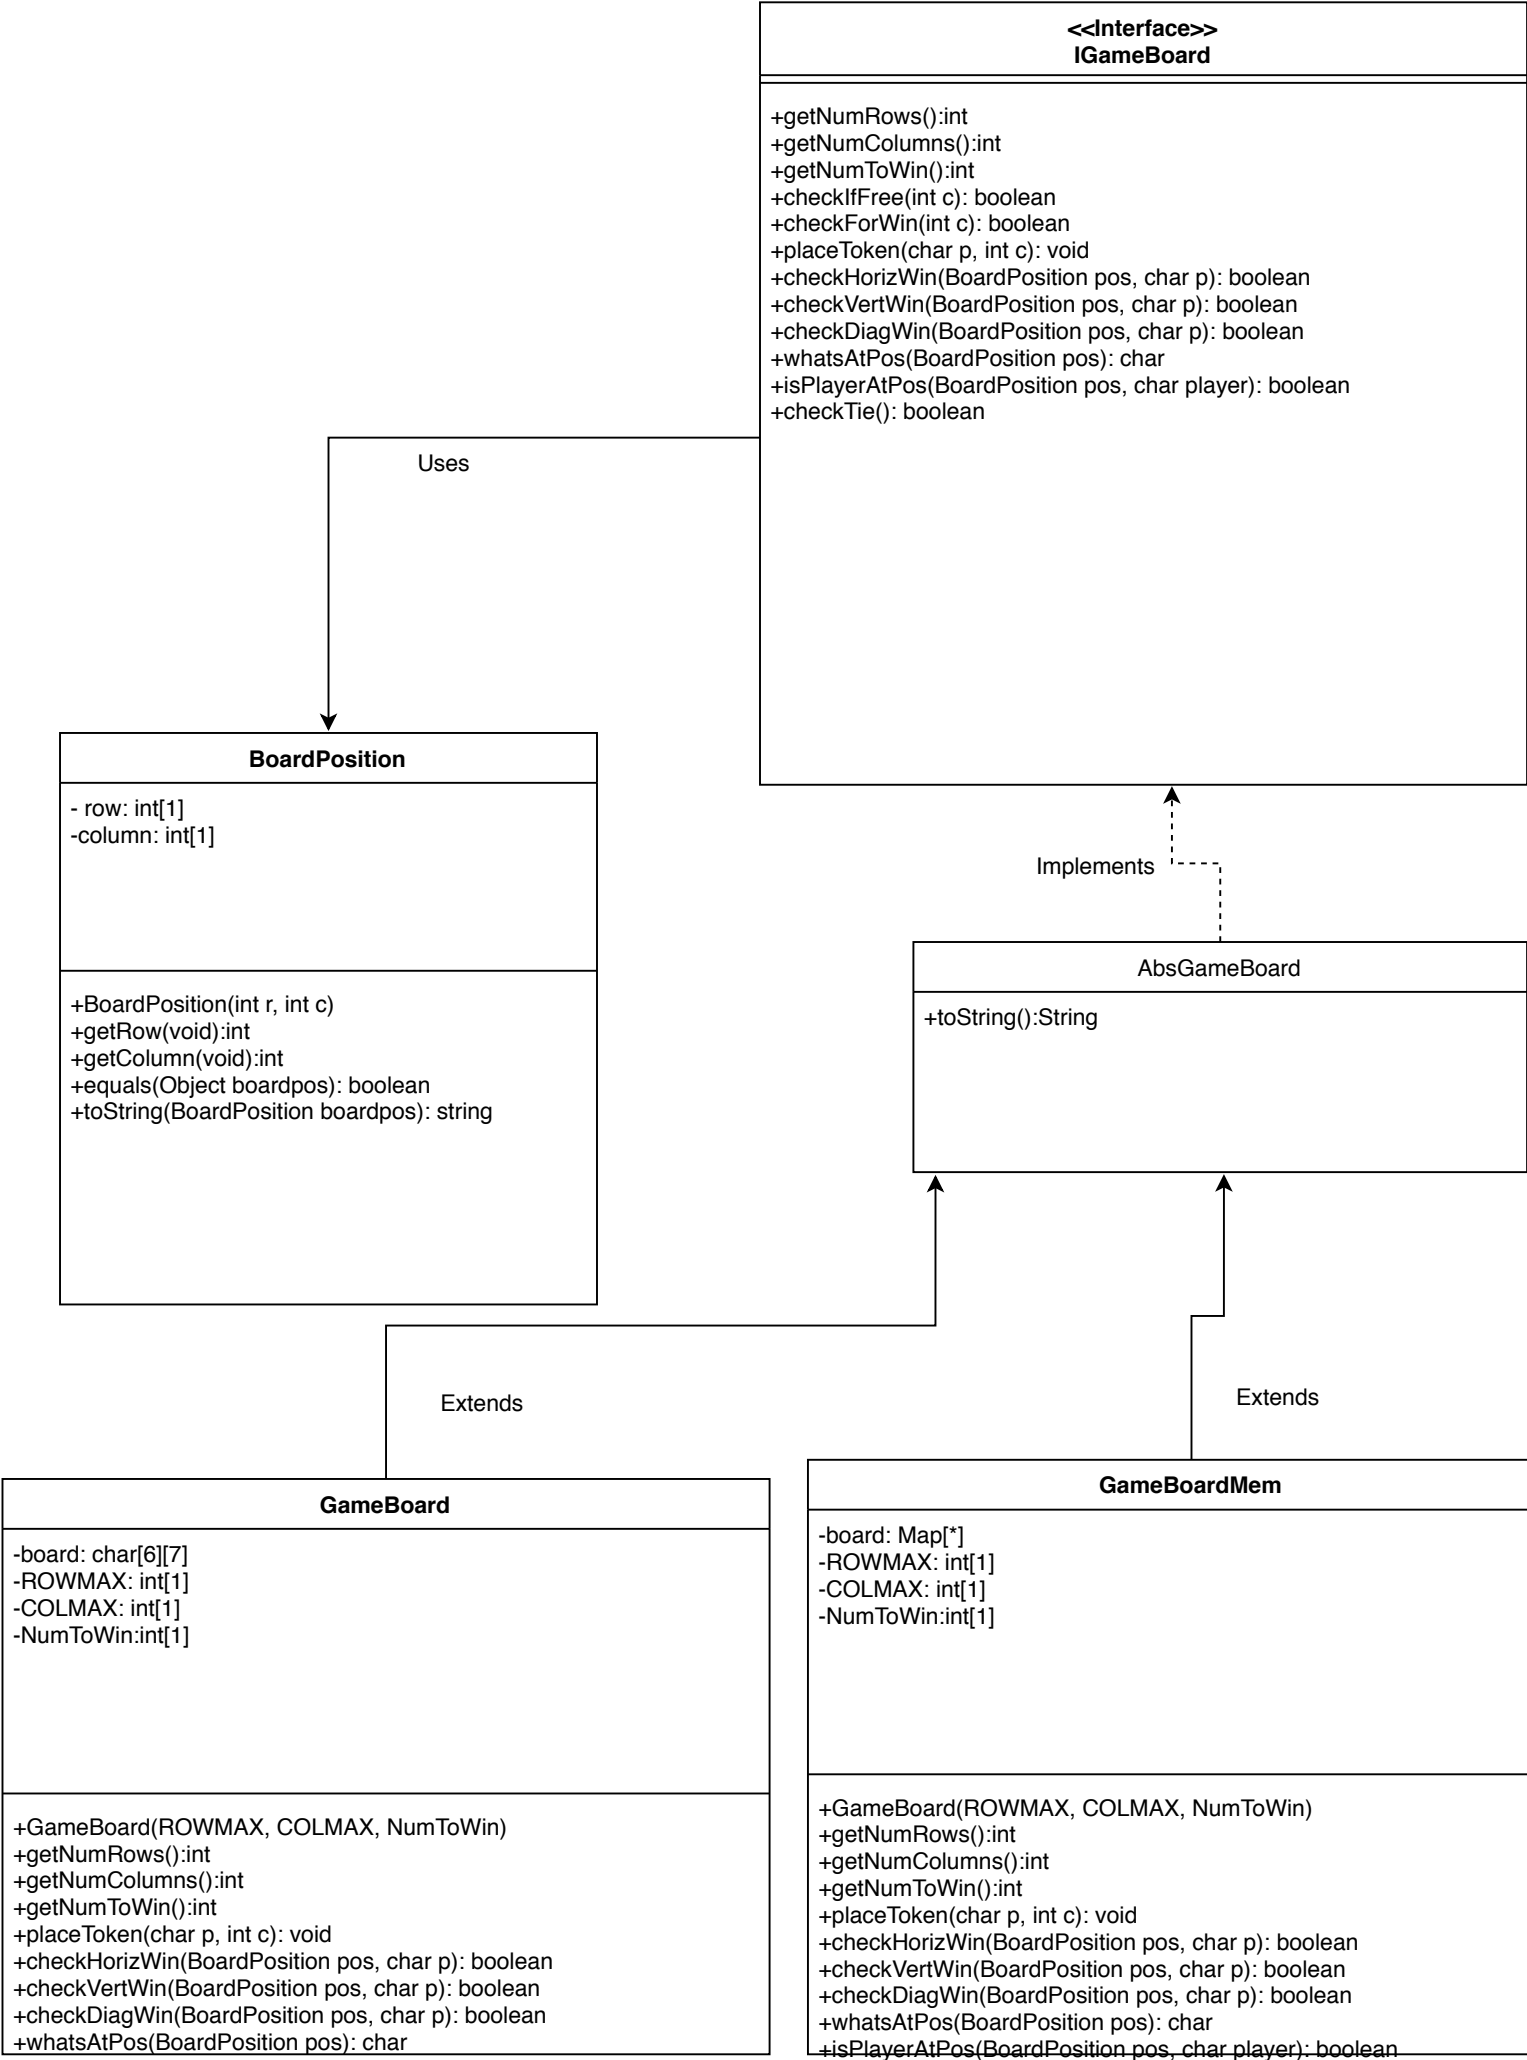 <<Interface>>
IGameBoard
+getNumRows():int
+getNumColumns():int
+getNumToWin():int
+checkIfFree(int c): boolean
+checkForWin(int c): boolean
+placeToken(char p, int c): void
+checkHorizWin(BoardPosition pos, char p): boolean
+checkVertWin(BoardPosition pos, char p): boolean
+checkDiagWin(BoardPosition pos, char p): boolean
+whatsAtPos(BoardPosition pos): char
+isPlayerAtPos(BoardPosition pos, char player): boolean
+checkTie(): boolean
Uses
BoardPosition
- row: int[1]
-column: int[1]
+BoardPosition(int r, int c)
+getRow(void):int
+getColumn(void):int
+equals(Object boardpos): boolean
+toString(BoardPosition boardpos): string
Implements
AbsGameBoard
+toString():String
Extends
Extends
GameBoard
-board: char[6][7]
-ROWMAX: int[1]
-COLMAX: int[1]
-NumToWin:int[1]
+GameBoard(ROWMAX, COLMAX, NumToWin)
+getNumRows():int
+getNumColumns():int
+getNumToWin():int
+placeToken(char p, int c): void
+checkHorizWin(BoardPosition pos, char p): boolean
+checkVertWin(BoardPosition pos, char p): boolean
+checkDiagWin(BoardPosition pos, char p): boolean
+whatsAtPos(BoardPosition pos): char
GameBoardMem
-board: Map[*]
-ROWMAX: int[1]
-COLMAX: int[1]
-NumToWin:int[1]
+GameBoard(ROWMAX, COLMAX, NumToWin)
+getNumRows():int
+getNumColumns():int
+getNumToWin():int
+placeToken(char p, int c): void
+checkHorizWin(BoardPosition pos, char p): boolean
+checkVertWin(BoardPosition pos, char p): boolean
+checkDiagWin(BoardPosition pos, char p): boolean
+whatsAtPos(BoardPosition pos): char
+isPlayerAtPos(BoardPosition pos, char player): boolean